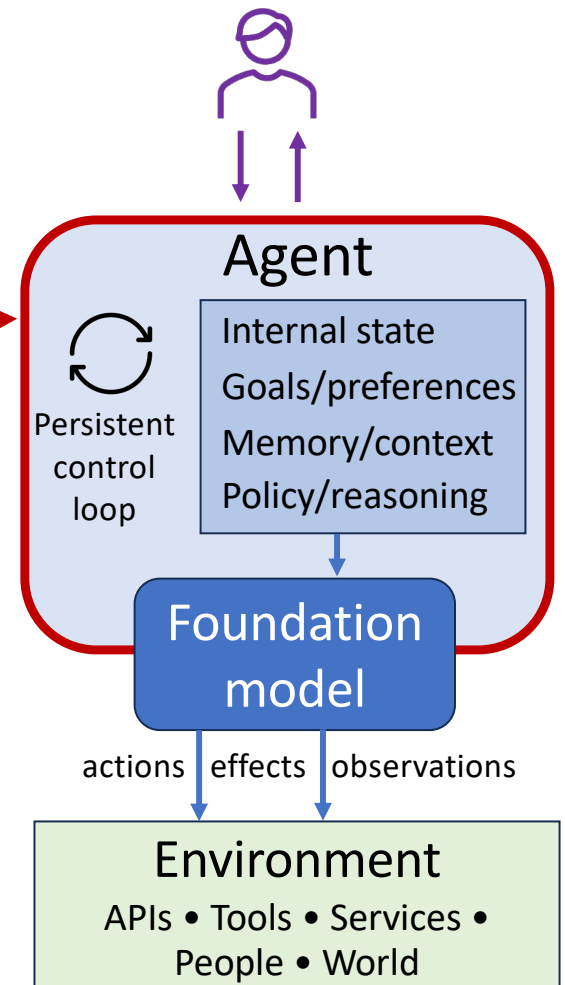 Agent
Internal state
Goals/preferences
Memory/context
Policy/reasoning
Persistent
control
loop
Foundation
model
actions effects observations
Environment
APIs • Tools • Services •
People • World